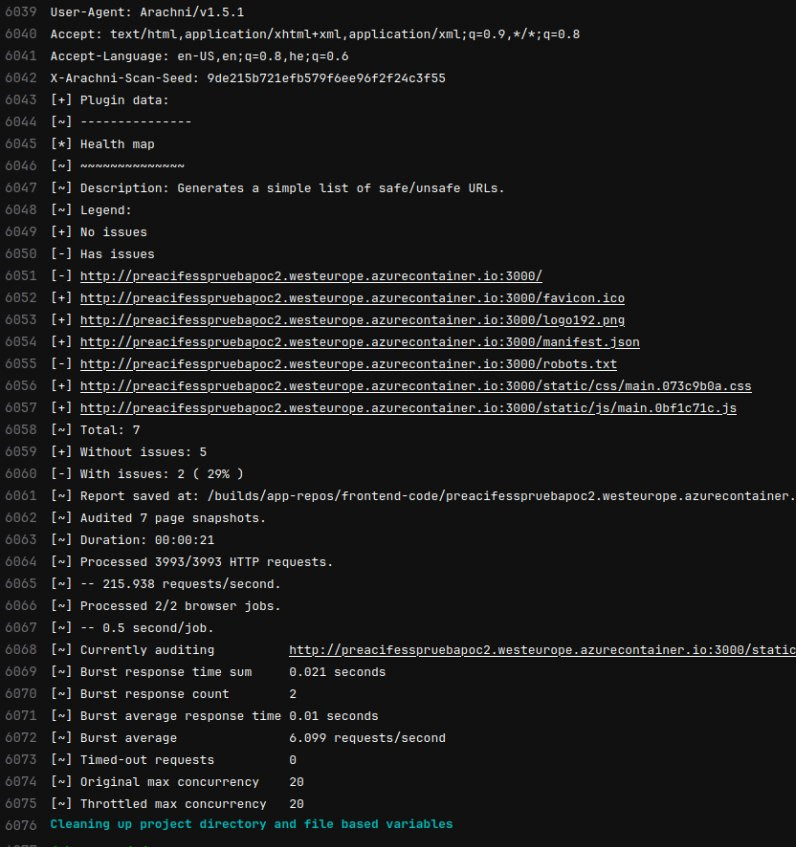 6039 User-Agent: Arachni/v1.5.1
6040 Accept: text/html,application/xhtml+xml,application/xml;q=0.9,*/*;q=0.8
6041 Accept-Language: en-US,en;q=0.8,he;q=0.6
6042 X-Arachni-Scan-Seed: 9de215b721efb579f6ee96f2f24c3f55
6043 [+] Plugin data:
6044 [~] ---------------
6045 [*] Health map
6046 [~] ~~~~~~~~~~~~~~
6047 [~] Description: Generates a simple list of safe/unsafe URLs.
6048 [~] Legend:
6049 [+] No issues
6050 [-] Has issues
6051 [-] http://preacifesspruebapoc2.westeurope.azurecontainer.io:3000/
6052 [+] http://preacifesspruebapoc2.westeurope.azurecontainer.io:3000/favicon.ico
6053 [+] http://preacifesspruebapoc2.westeurope.azurecontainer.io:3000/logo192.png
6054 [+] http://preacifesspruebapoc2.westeurope.azurecontainer.io:3000/manifest.json
6055 [-] http://preacifesspruebapoc2.westeurope.azurecontainer.io:3000/robots.txt
6056 [+] http://preacifesspruebapoc2.westeurope.azurecontainer.io:3000/static/css/main.073c9b0a.css
6057 [+] http://preacifesspruebapoc2.westeurope.azurecontainer.io:3000/static/js/main.0bf1c71c.js
6058 [~] Total: 7
6059 [+] Without issues: 5
6060 [-] With issues: 2 ( 29% )
6061 [~] Report saved at: /builds/app-repos/frontend-code/preacifesspruebapoc2.westeurope.azurecontainer.
6062 [~] Audited 7 page snapshots.
6063 [~] Duration: 00:00:21
6064 [~] Processed 3993/3993 HTTP requests.
6065 [~] -- 215.938 requests/second.
6066 [~] Processed 2/2 browser jobs.
6067 [~] -- 0.5 second/job.
6068 [~] Currently auditing http://preacifesspruebapoc2.westeurope.azurecontainer.io:3000/static
6069 [~] Burst response time sum 0.021 seconds
6070 [~] Burst response count 2
6071 [~] Burst average response time 0.01 seconds
6072 [~] Burst average 6.099 requests/second
6073 [~] Timed-out requests 0
6074 [~] Original max concurrency 20
6075 [~] Throttled max concurrency 20
6076 Cleaning up project directory and file based variables